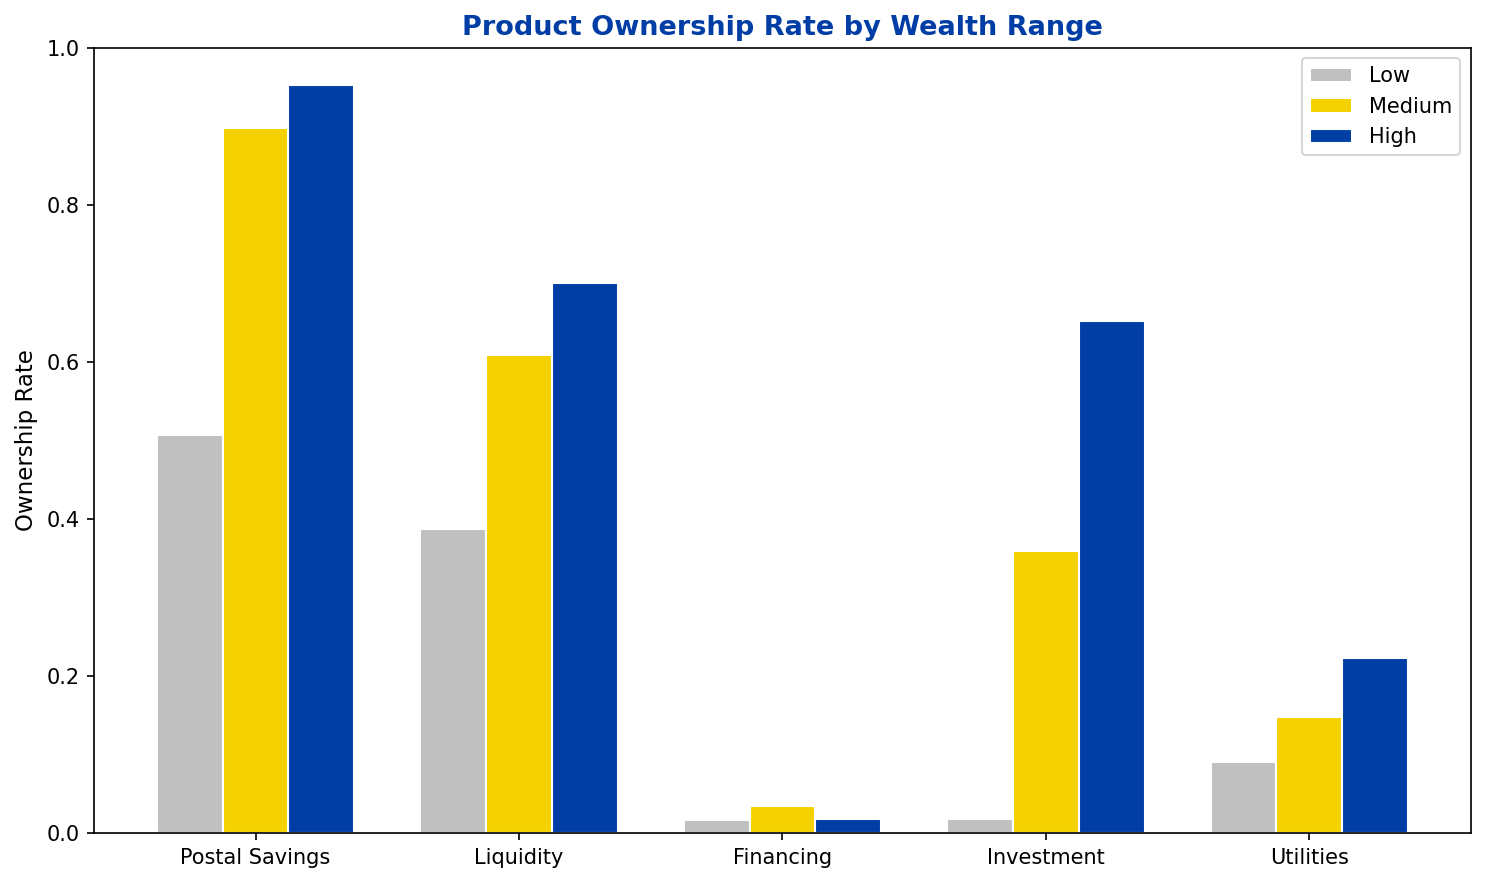 Product Ownership Rate by Wealth Range
Low
Medium
High
Ownership Rate
1.0
0.8
0.6
0.4
0.2
0.0
Postal Savings
Liquidity
Financing
Investment
Utilities